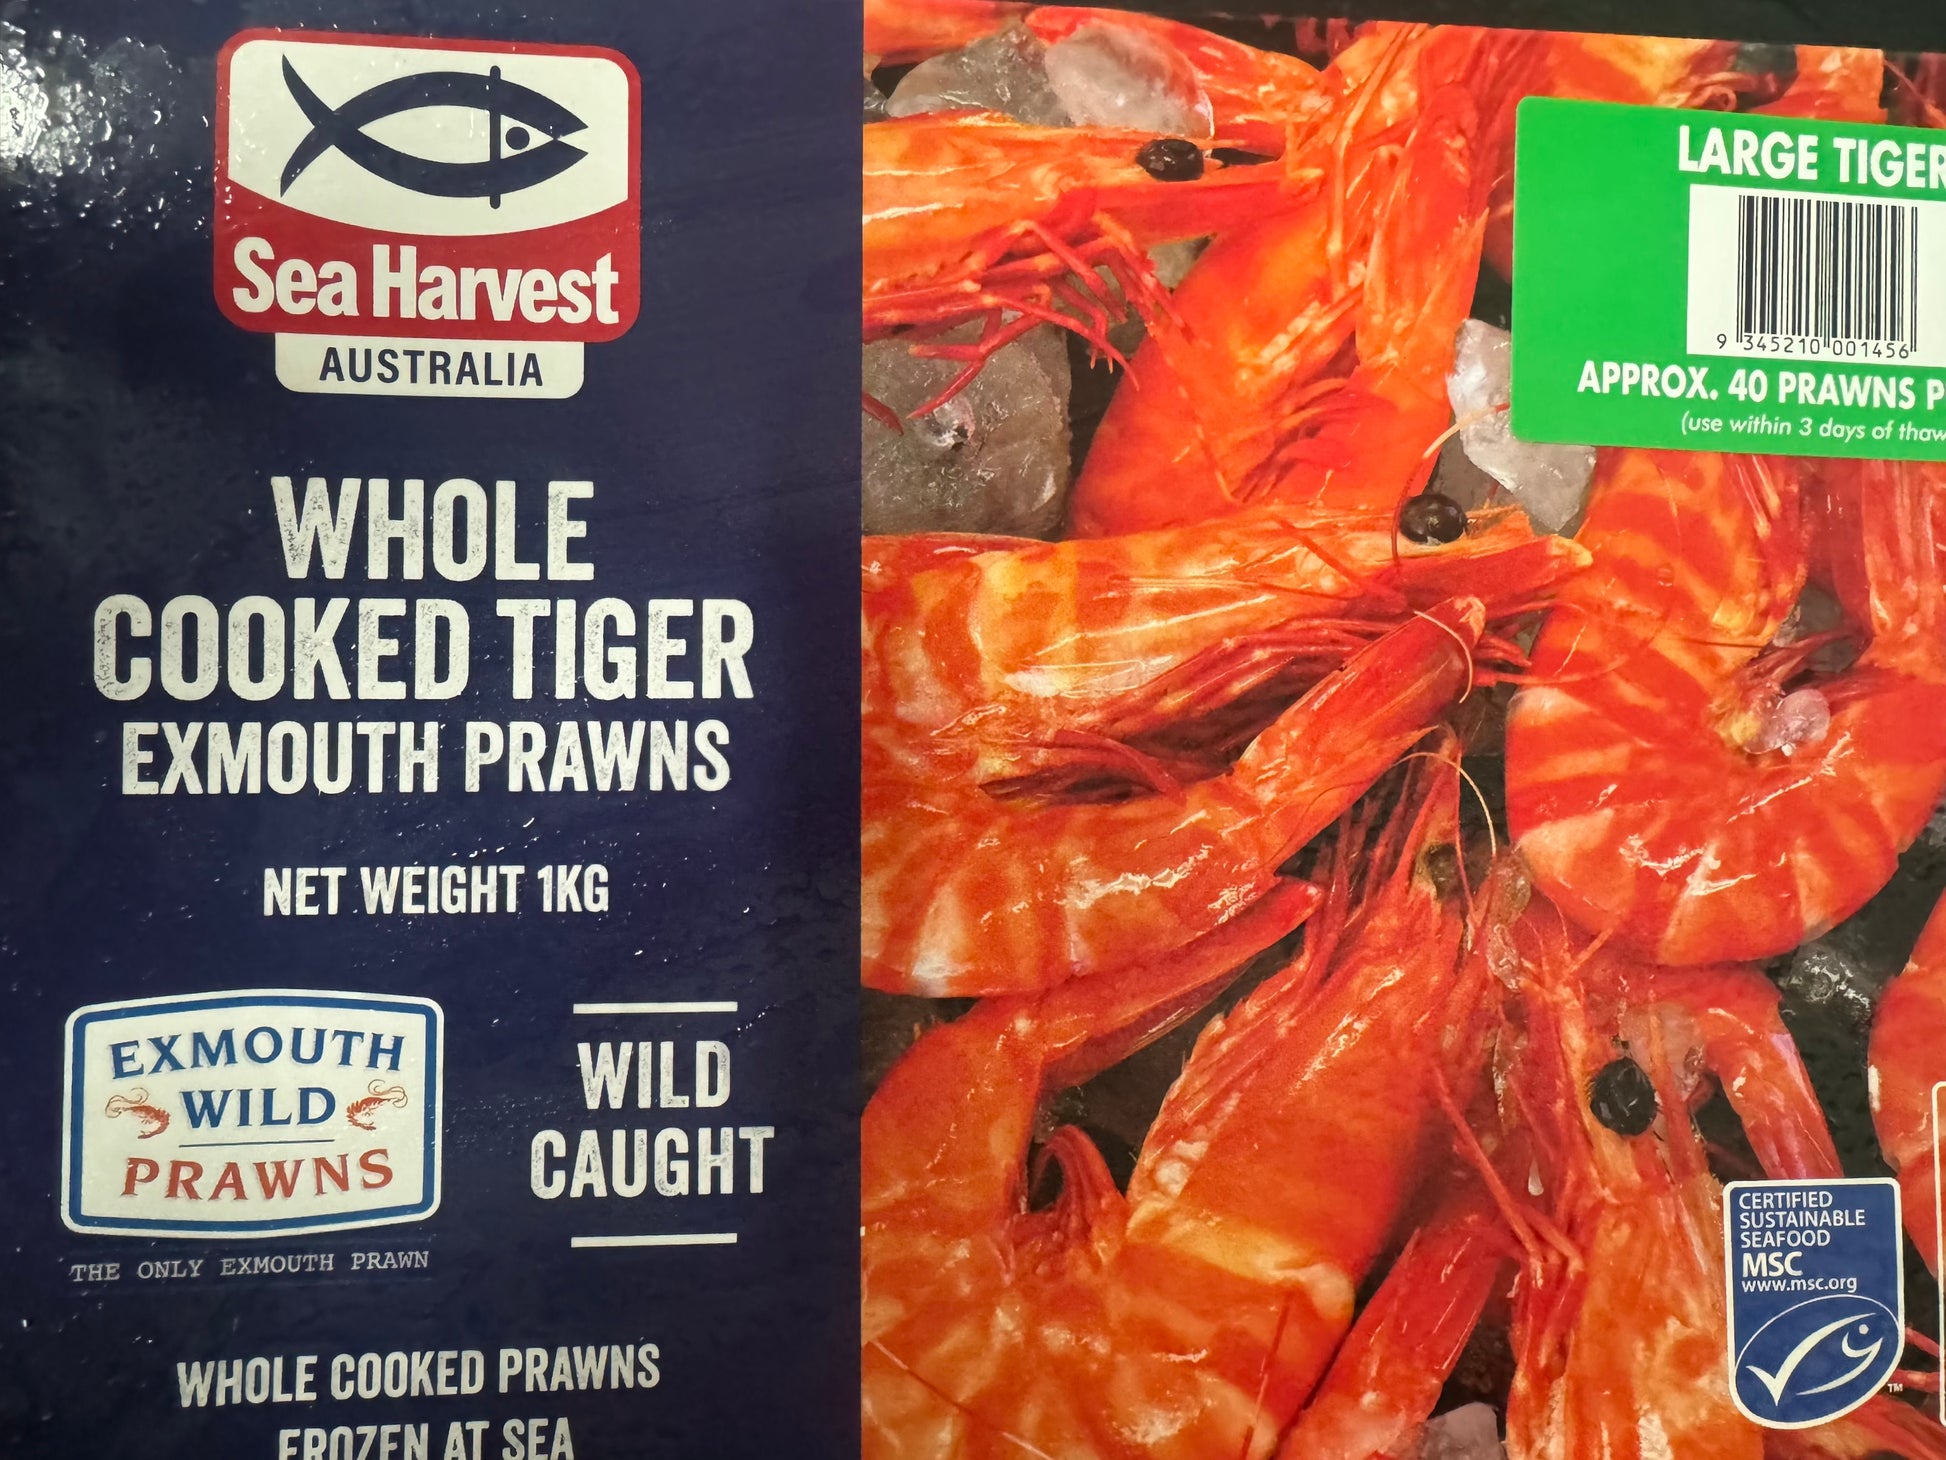 Sea Harvest
AUSTRALIA
WHOLE
COOKED TIGER
EXMOUTH PRAWNS
NET WEIGHT 1KG
EXMOUTH
WILD
PRAWNS
THE ONLY EXMOUTH PRAWN
WILD
CAUGHT
WHOLE COOKED PRAWNS
FROZEN AT SEA
LARGE TIGER
9 345210 001456
APPROX. 40 PRAWNS P
(use within 3 days of thaw
CERTIFIED
SUSTAINABLE
SEAFOOD
MSC
www.msc.org
TM